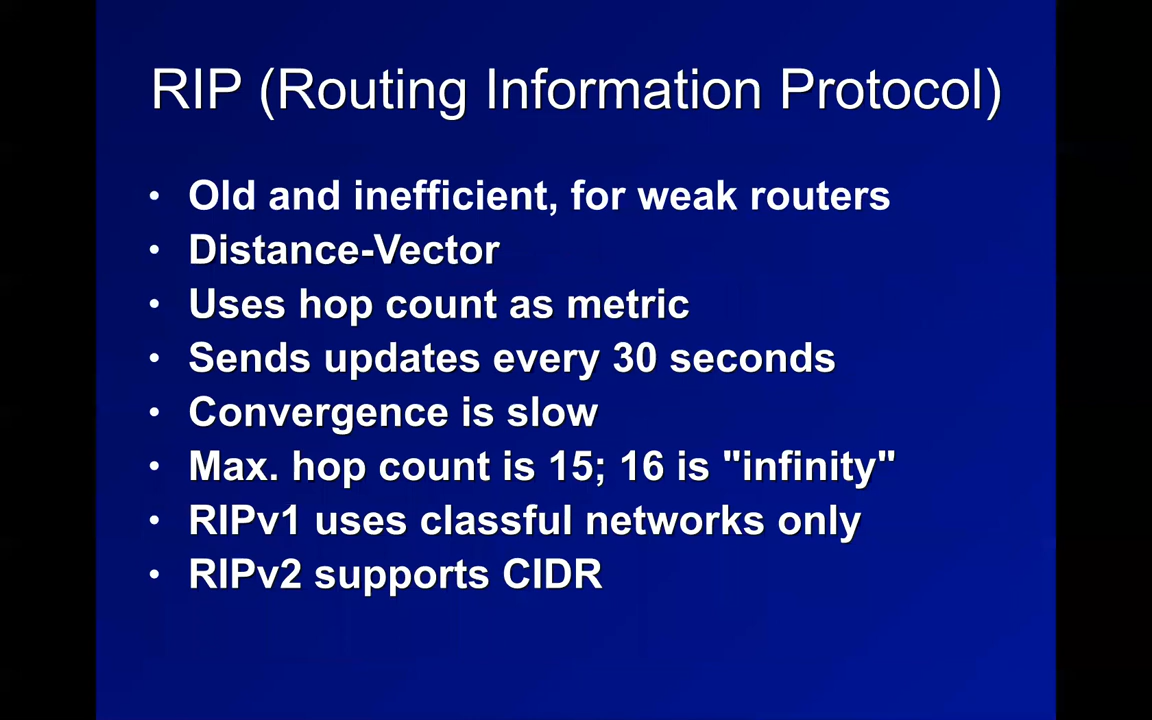 RIP (Routing Information Protocol)
• Old and inefficient, for weak routers
• Distance-Vector
• Uses hop count as metric
• Sends updates every 30 seconds
• Convergence is slow
• Max. hop count is 15; 16 is "infinity"
• RIPv1 uses classful networks only
• RIPv2 supports CIDR